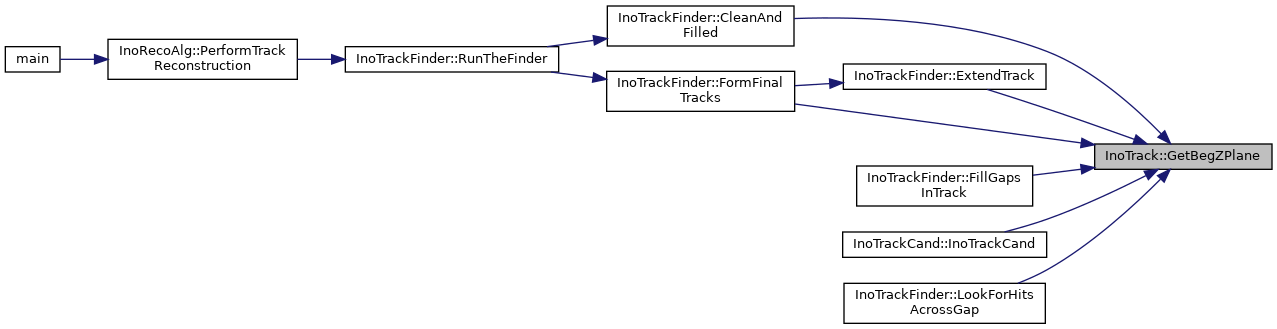 main
InoRecoAlg::PerformTrack
Reconstruction
InoTrackFinder::RunTheFinder
InoTrackFinder::CleanAnd
Filled
InoTrackFinder::FormFinal
Tracks
InoTrackFinder::ExtendTrack
InoTrackFinder::FillGaps
InTrack
InoTrackCand::InoTrackCand
InoTrackFinder::LookForHits
AcrossGap
InoTrack::GetBegZPlane